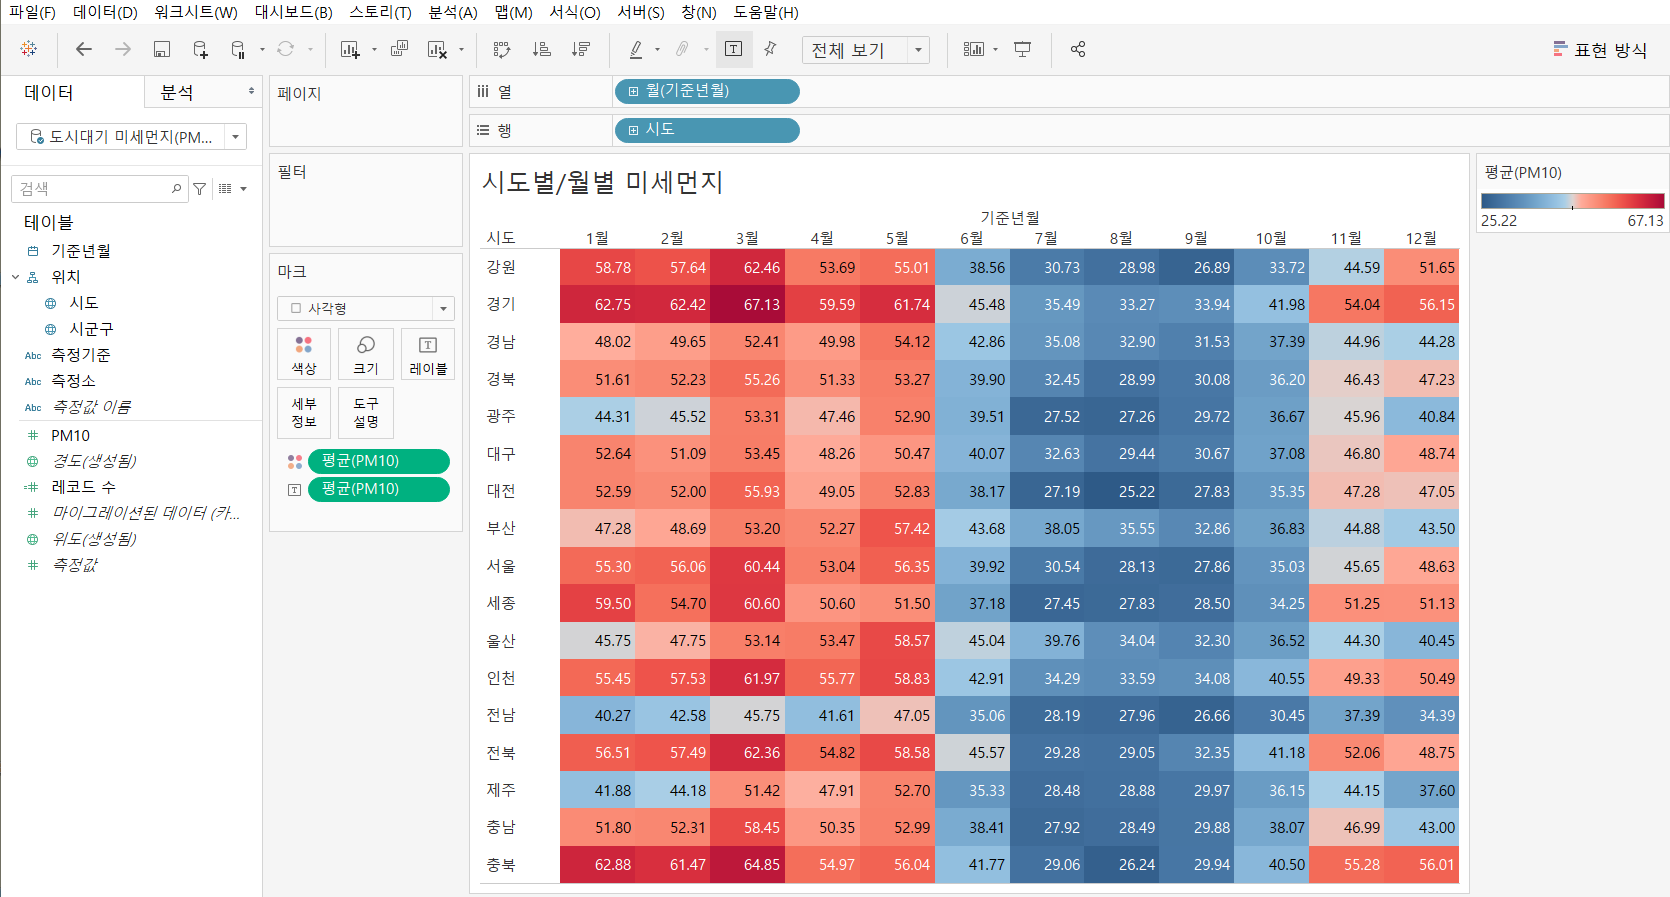 파일(F) 데이터(D) 워크시트(W) 대시보드(B) 스토리(T) 분석(A) 맵(M) 서식(O) 서버(S) 창(N) 도움말(H)
전체 보기
표현 방식
데이터 분석
도시대기 미세먼지(PM...
검색
테이블
기준년월
위치
시도
시군구
Abc 측정기준
Abc 측정소
Abc 측정값 이름
PM10
경도(생성됨)
레코드 수
마이그레이션된 데이터 (카...
위도(생성됨)
측정값
페이지
필터
마크
사각형
색상 크기 레이블
세부 정보 도구 설명
평균(PM10)
평균(PM10)
열 월(기준년월)
행 시도
시도별/월별 미세먼지
기준년월
시도 1월 2월 3월 4월 5월 6월 7월 8월 9월 10월 11월 12월
강원 58.78 57.64 62.46 53.69 55.01 38.56 30.73 28.98 26.89 33.72 44.59 51.65
경기 62.75 62.42 67.13 59.59 61.74 45.48 35.49 33.27 33.94 41.98 54.04 56.15
경남 48.02 49.65 52.41 49.98 54.12 42.86 35.08 32.90 31.53 37.39 44.96 44.28
경북 51.61 52.23 55.26 51.33 53.27 39.90 32.45 28.99 30.08 36.20 46.43 47.23
광주 44.31 45.52 53.31 47.46 52.90 39.51 27.52 27.26 29.72 36.67 45.96 40.84
대구 52.64 51.09 53.45 48.26 50.47 40.07 32.63 29.44 30.67 37.08 46.80 48.74
대전 52.59 52.00 55.93 49.05 52.83 38.17 27.19 25.22 27.83 35.35 47.28 47.05
부산 47.28 48.69 53.20 52.27 57.42 43.68 38.05 35.55 32.86 36.83 44.88 43.50
서울 55.30 56.06 60.44 53.04 56.35 39.92 30.54 28.13 27.86 35.03 45.65 48.63
세종 59.50 54.70 60.60 50.60 51.50 37.18 27.45 27.83 28.50 34.25 51.25 51.13
울산 45.75 47.75 53.14 53.47 58.57 45.04 39.76 34.04 32.30 36.52 44.30 40.45
인천 55.45 57.53 61.97 55.77 58.83 42.91 34.29 33.59 34.08 40.55 49.33 50.49
전남 40.27 42.58 45.75 41.61 47.05 35.06 28.19 27.96 26.66 30.45 37.39 34.39
전북 56.51 57.49 62.36 54.82 58.58 45.57 29.28 29.05 32.35 41.18 52.06 48.75
제주 41.88 44.18 51.42 47.91 52.70 35.33 28.48 28.88 29.97 36.15 44.15 37.60
충남 51.80 52.31 58.45 50.35 52.99 38.41 27.92 28.49 29.88 38.07 46.99 43.00
충북 62.88 61.47 64.85 54.97 56.04 41.77 29.06 26.24 29.94 40.50 55.28 56.01
평균(PM10)
25.22 67.13